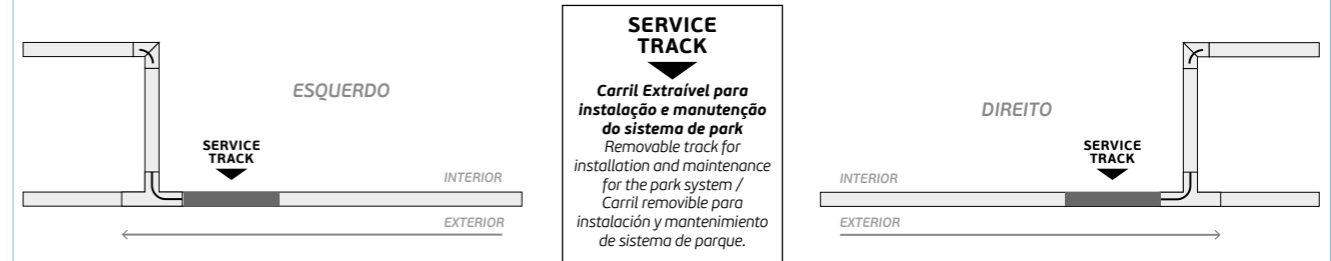 ESQUERDO
SERVICE
TRACK
INTERIOR
EXTERIOR
SERVICE
TRACK
Carril Extraível para
instalação e manutenção
do sistema de park
Removable track for
installation and maintenance
for the park system /
Carril removible para
instalación y mantenimiento
de sistema de parque.
DIREITO
SERVICE
TRACK
INTERIOR
EXTERIOR